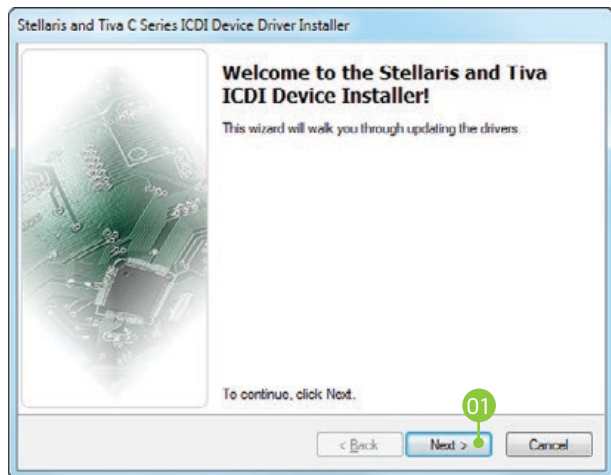 Stellaris and Tiva C Series ICDI Device Driver Installer
Welcome to the Stellaris and Tiva
ICDI Device Installer!
This wizard will walk you through updating the drivers.
To continue, click Next.
01
< Back
Next >
Cancel